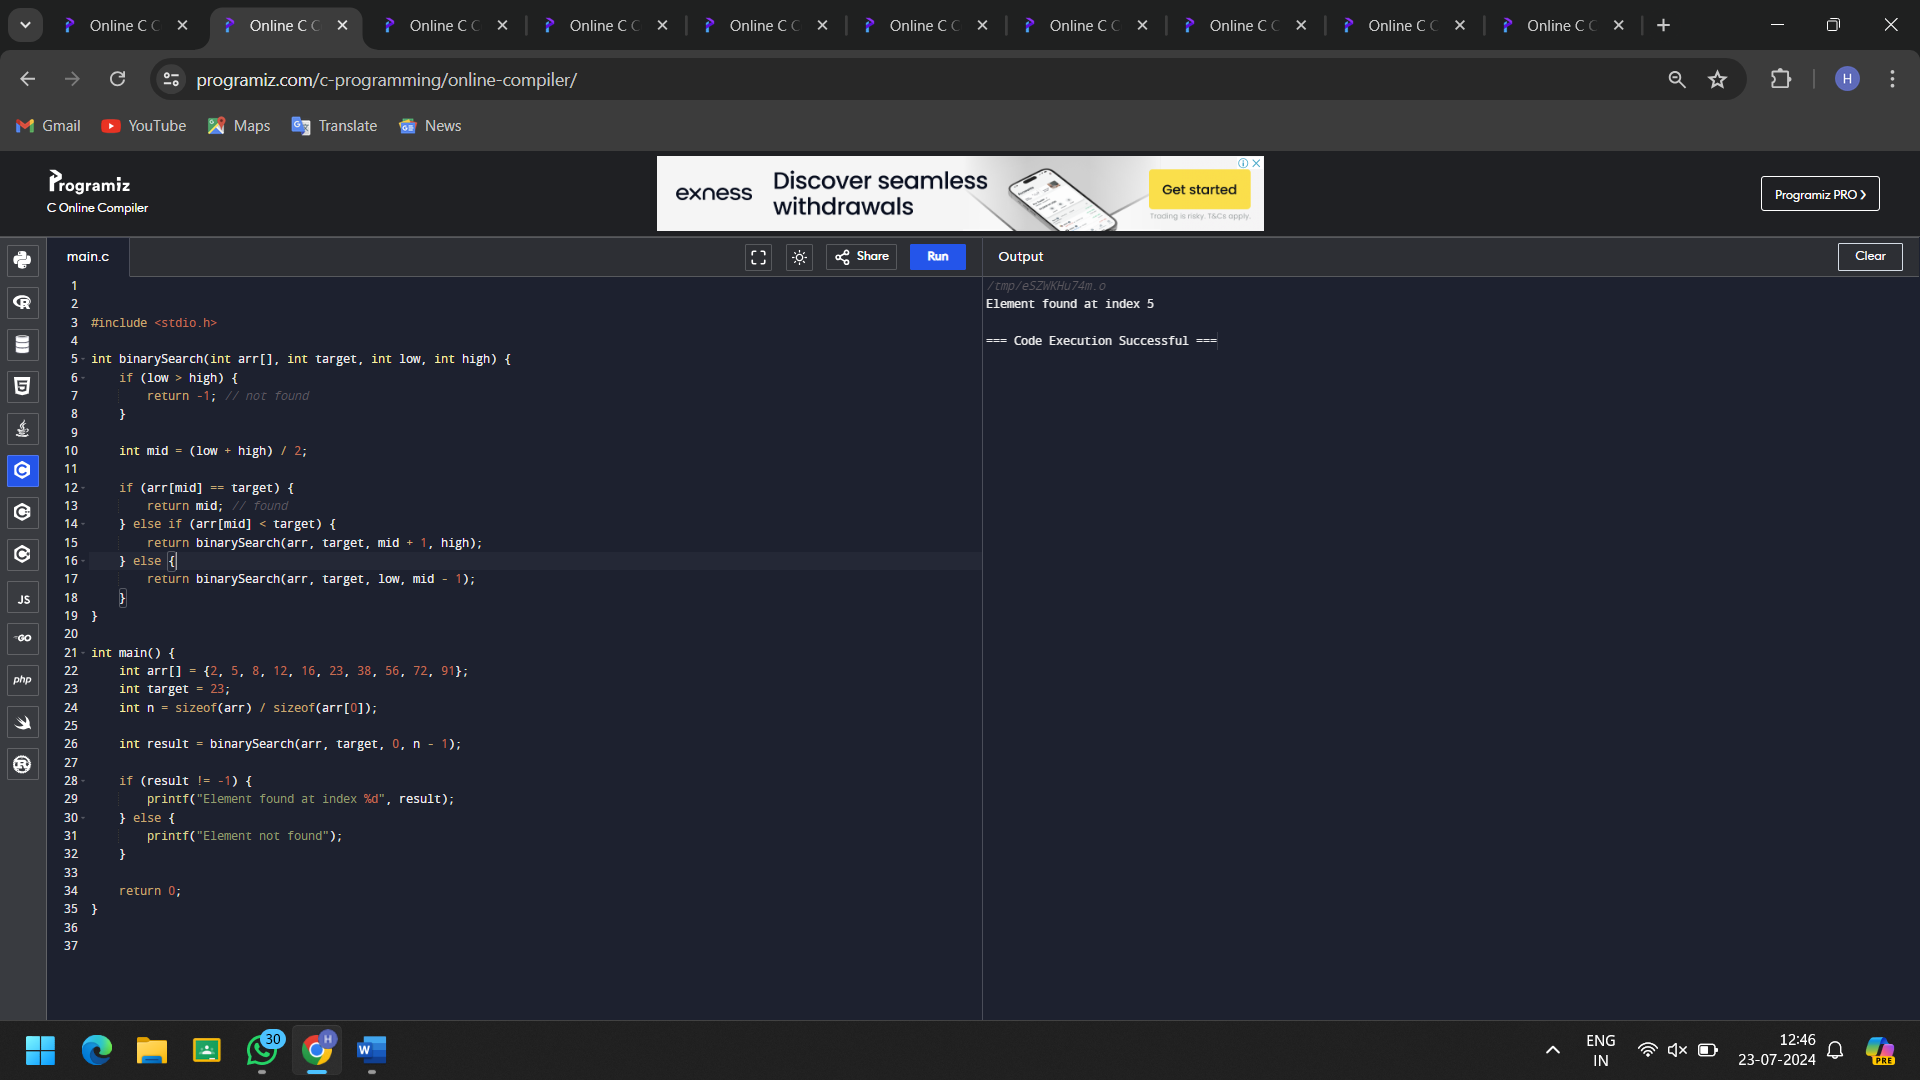 Online C C
Online C C
Online C C
Online C C
Online C C
Online C C
Online C C
Online C C
Online C C
Online C C
programiz.com/c-programming/online-compiler/
H
Gmail
YouTube
Maps
Translate
News
Programiz
C Online Compiler
exness
Discover seamless
withdrawals
Get started
Trading is risky. T&Cs apply.
Programiz PRO
main.c
Share
Run
Output
Clear
1
2
3 #include <stdio.h>
4
5 int binarySearch(int arr[], int target, int low, int high) {
6     if (low > high) {
7         return -1; // not found
8     }
9
10     int mid = (low + high) / 2;
11
12     if (arr[mid] == target) {
13         return mid; // found
14     } else if (arr[mid] < target) {
15         return binarySearch(arr, target, mid + 1, high);
16     } else {
17         return binarySearch(arr, target, low, mid - 1);
18     }
19 }
20
21 int main() {
22     int arr[] = {2, 5, 8, 12, 16, 23, 38, 56, 72, 91};
23     int target = 23;
24     int n = sizeof(arr) / sizeof(arr[0]);
25
26     int result = binarySearch(arr, target, 0, n - 1);
27
28     if (result != -1) {
29         printf("Element found at index %d", result);
30     } else {
31         printf("Element not found");
32     }
33
34     return 0;
35 }
36
37
/tmp/eSZWKHu74m.o
Element found at index 5
=== Code Execution Successful ===
JS
GO
php
30
H
W
ENG
IN
12:46
23-07-2024
PRE